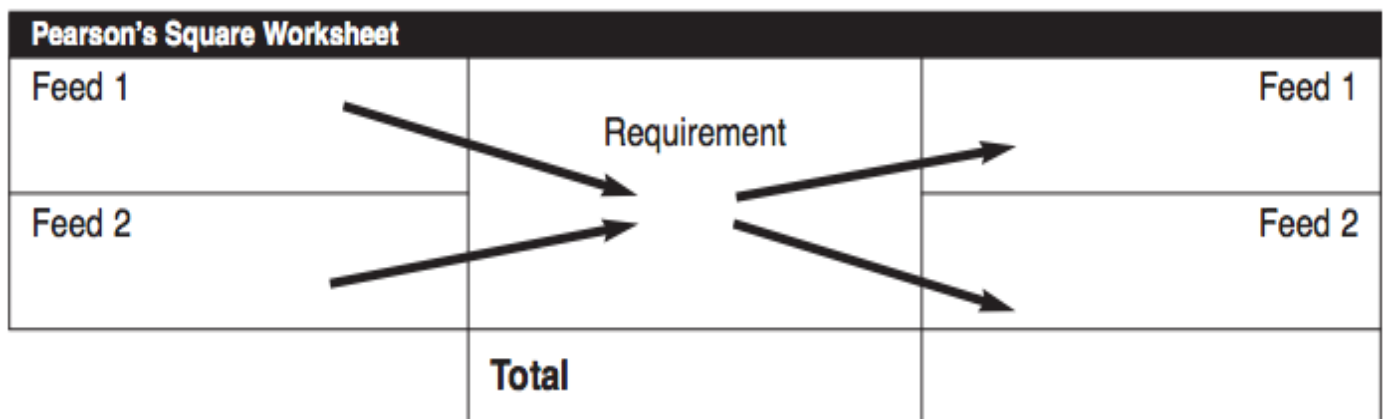 Pearson's Square Worksheet
Feed 1
Requirement
Feed 1
Feed 2
Feed 2
Total